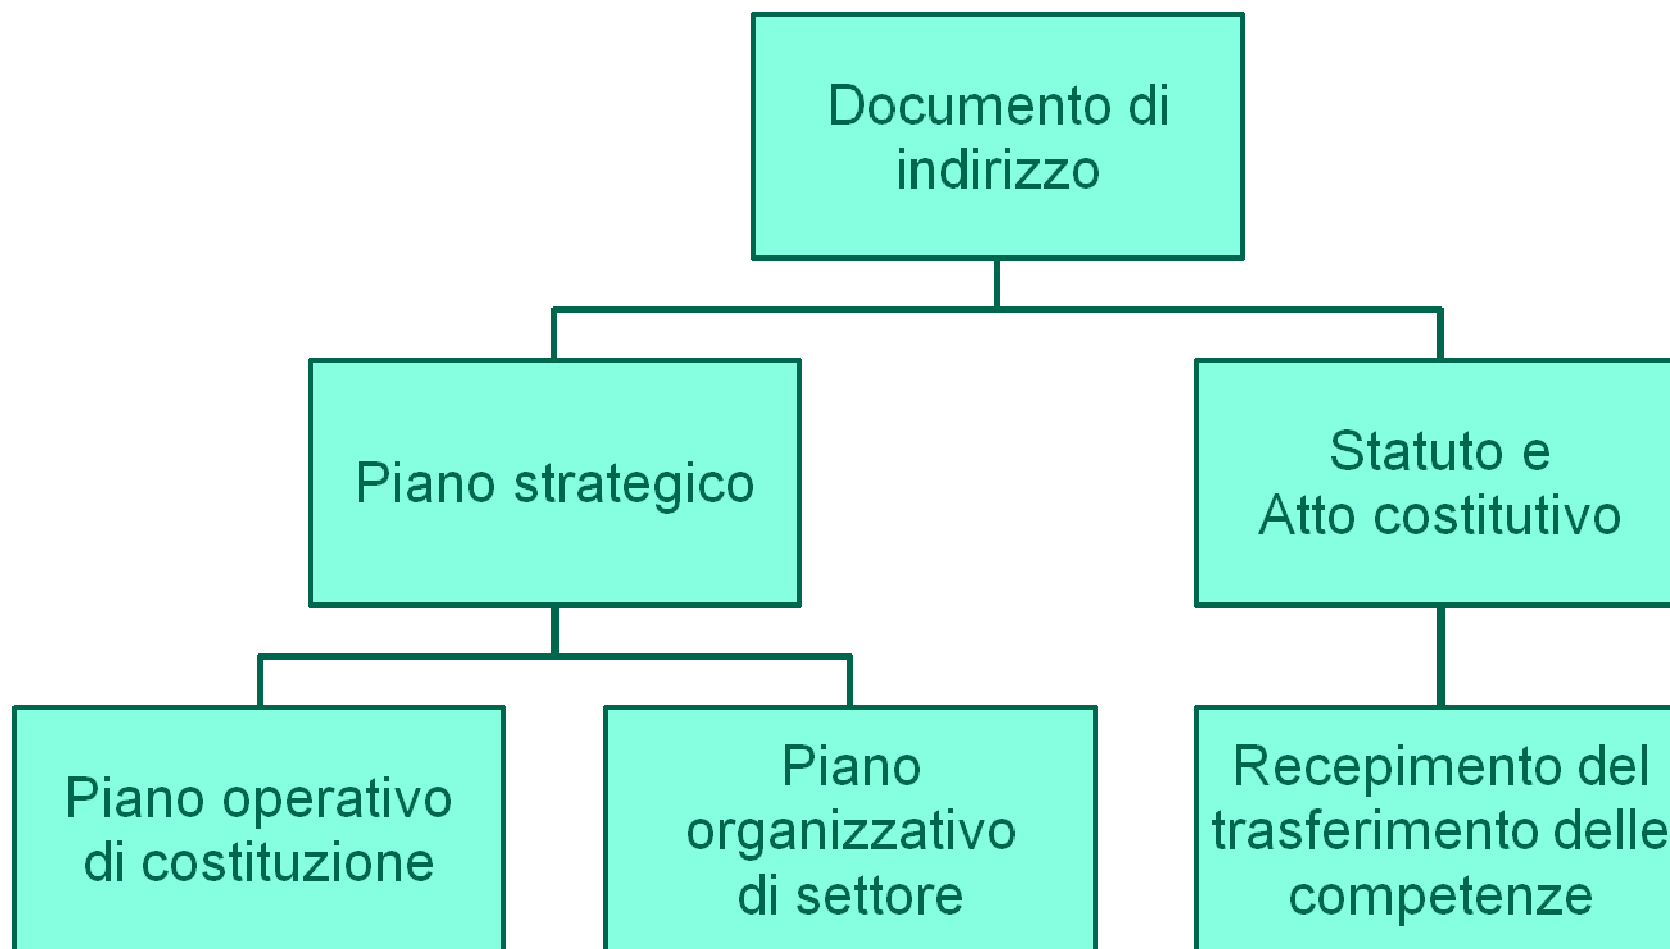 Documento di
indirizzo
Piano strategico
Statuto e
Atto costitutivo
Piano operativo
di costituzione
Piano
organizzativo
di settore
Recepimento del
trasferimento delle
competenze